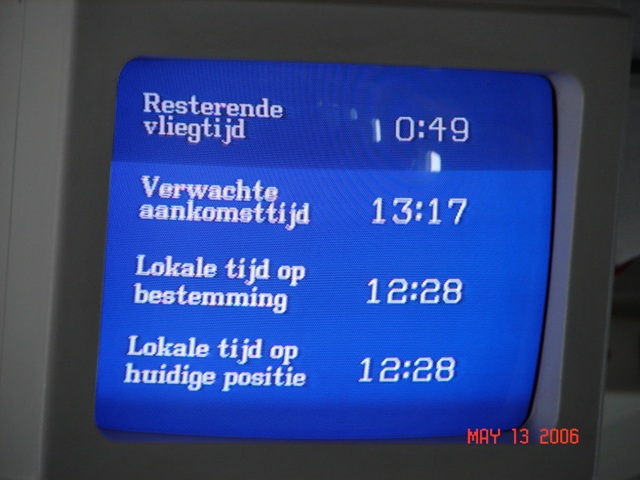 Resterende
vliegtijd 0:49
Verwachte
aankomsttijd 13:17
Lokale tijd op
bestemming 12:28
Lokale tijd op
huidige positie 12:28
MAY 13 2006